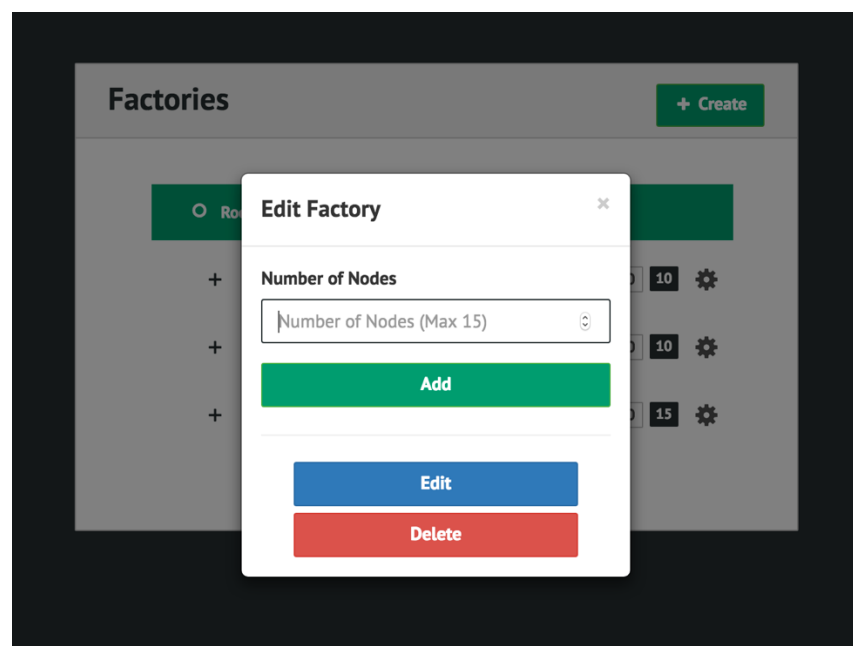 Factories
+ Create
Edit Factory
×
Number of Nodes
Number of Nodes (Max 15)
10
Add
10
15
Edit
Delete